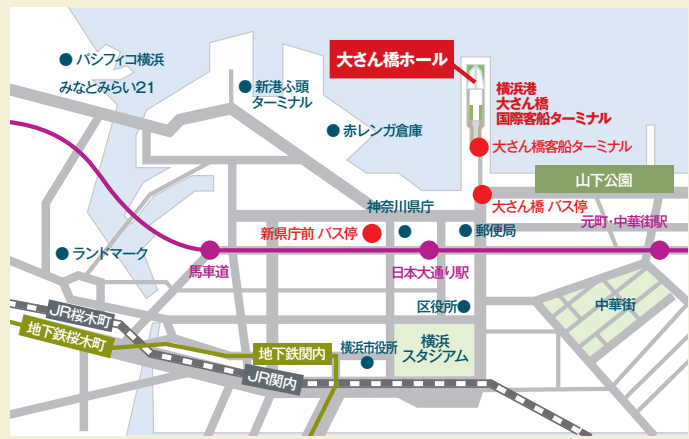 パシフィコ横浜
みなとみらい21
新港ふ頭
ターミナル
赤レンガ倉庫
大さん橋ホール
横浜港
大さん橋
国際客船ターミナル
大さん橋客船ターミナル
山下公園
大さん橋 バス停
神奈川県庁
新県庁前 バス停
郵便局
元町・中華街駅
ランドマーク
馬車道
日本大通り駅
区役所
中華街
JR桜木町
地下鉄桜木町
地下鉄関内
横浜市役所
横浜
スタジアム
JR関内